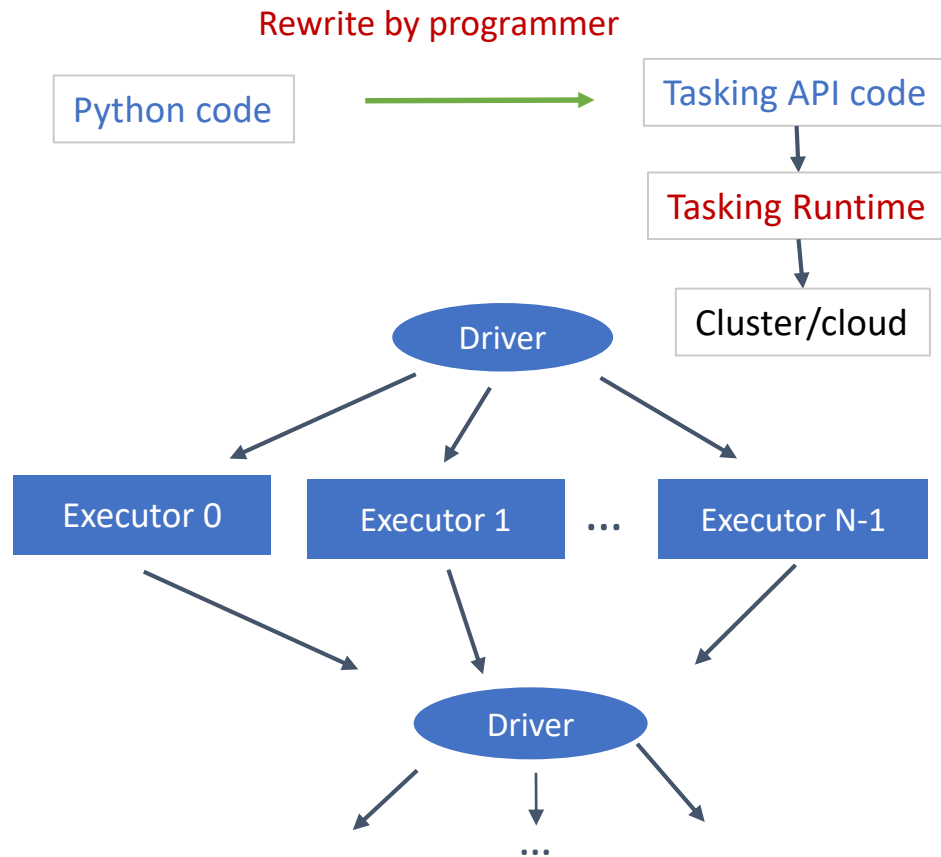 Rewrite by programmer
Python code
Tasking API code
Tasking Runtime
Cluster/cloud
Driver
Executor 0
Executor 1
...
Executor N-1
Driver
...